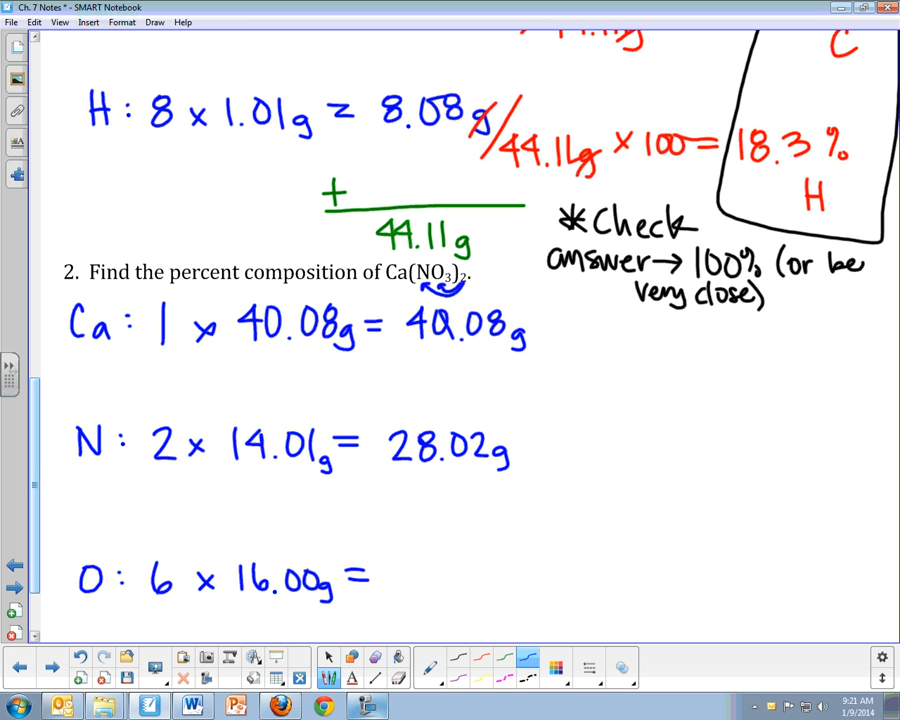 Ch. 7 Notes * - SMART Notebook
File Edit View Insert Format Draw Help
C
H : 8 x 1.01g = 8.08g/44.11g x 100 = 18.3 %
H
+
44.11g
*Check
answer→ 100% (or be
very close)
2. Find the percent composition of Ca(NO₃)₂.
Ca : 1 x 40.08g = 40.08g
N : 2 x 14.01g = 28.02g
O : 6 x 16.00g =
A
9:21 AM
1/9/2014